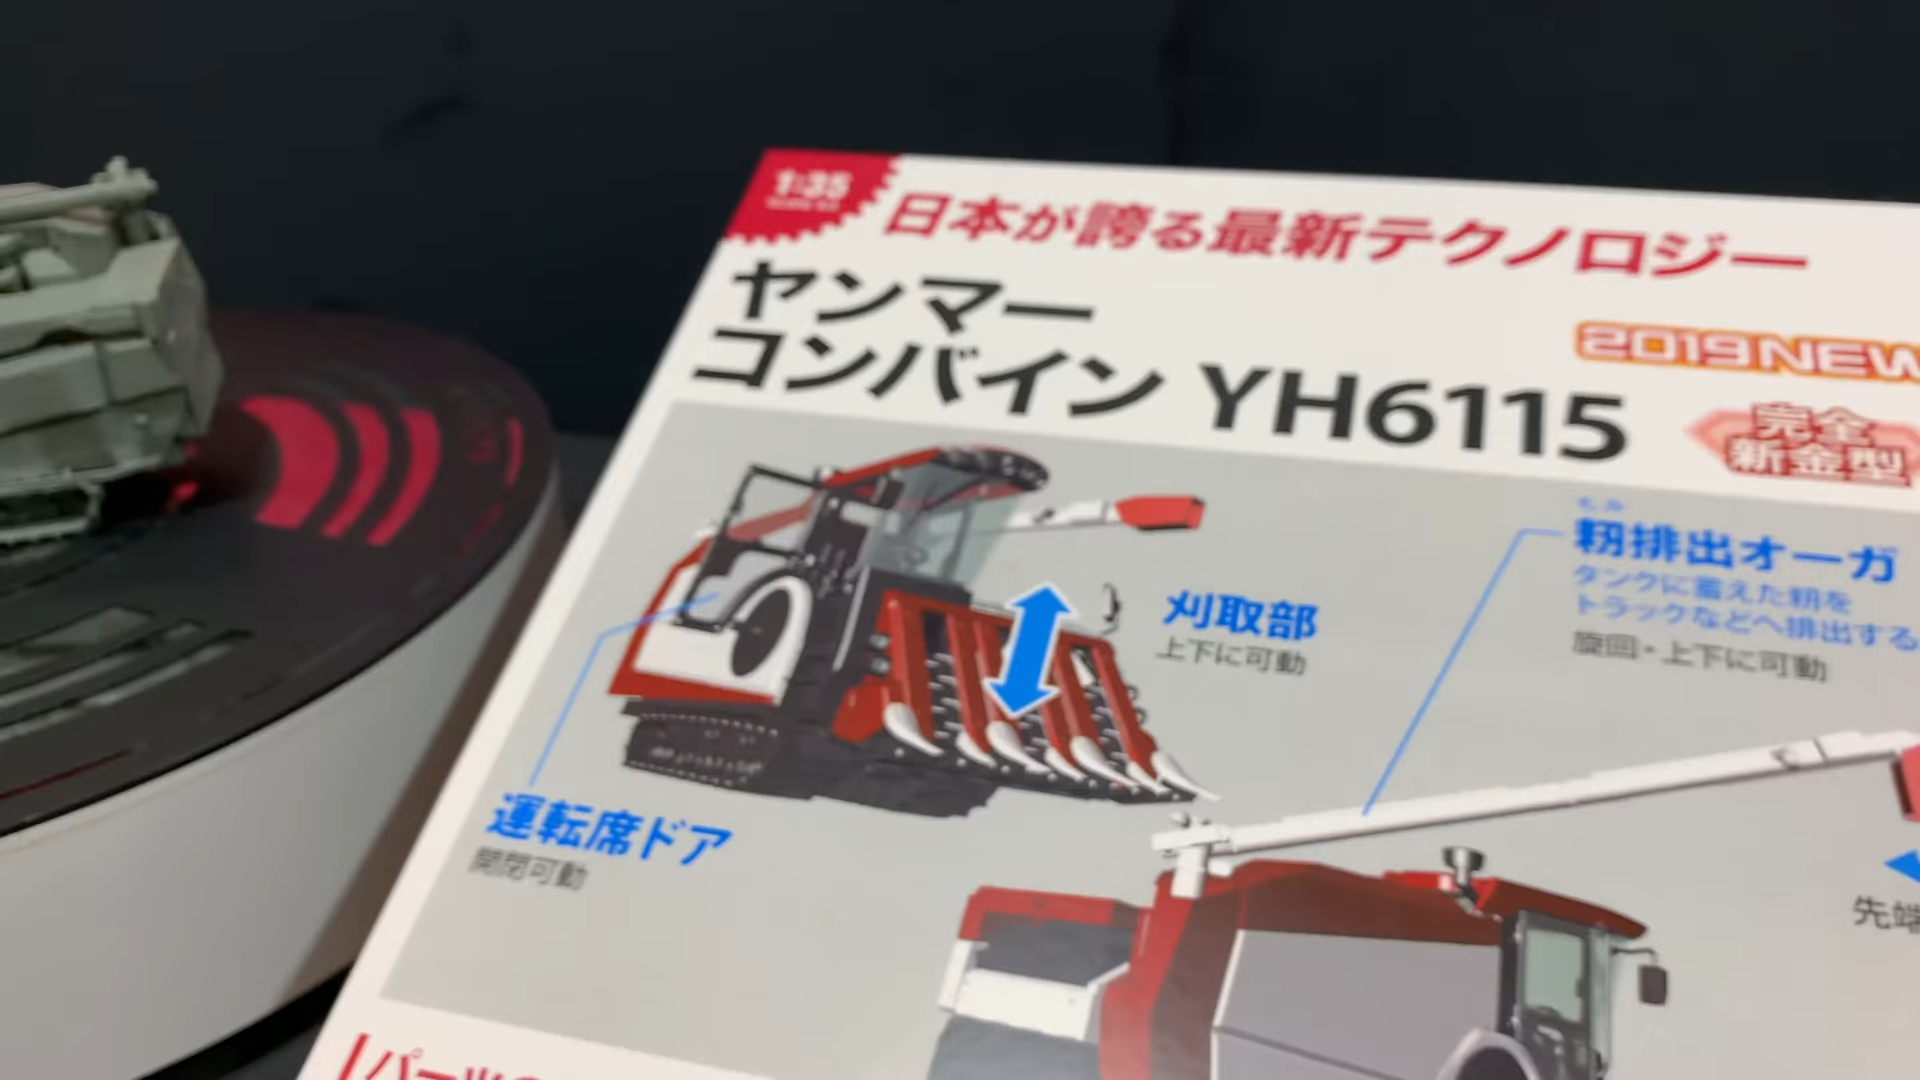 1:35
日本が誇る最新テクノロジー
ヤンマー
コンバイン YH6115
2019 NEW
完全
新金型
モミ
籾排出オーガ
タンクに蓄えた籾を
トラックなどへ排出する
旋回・上下に可動
刈取部
上下に可動
運転席ドア
開閉可動
先端